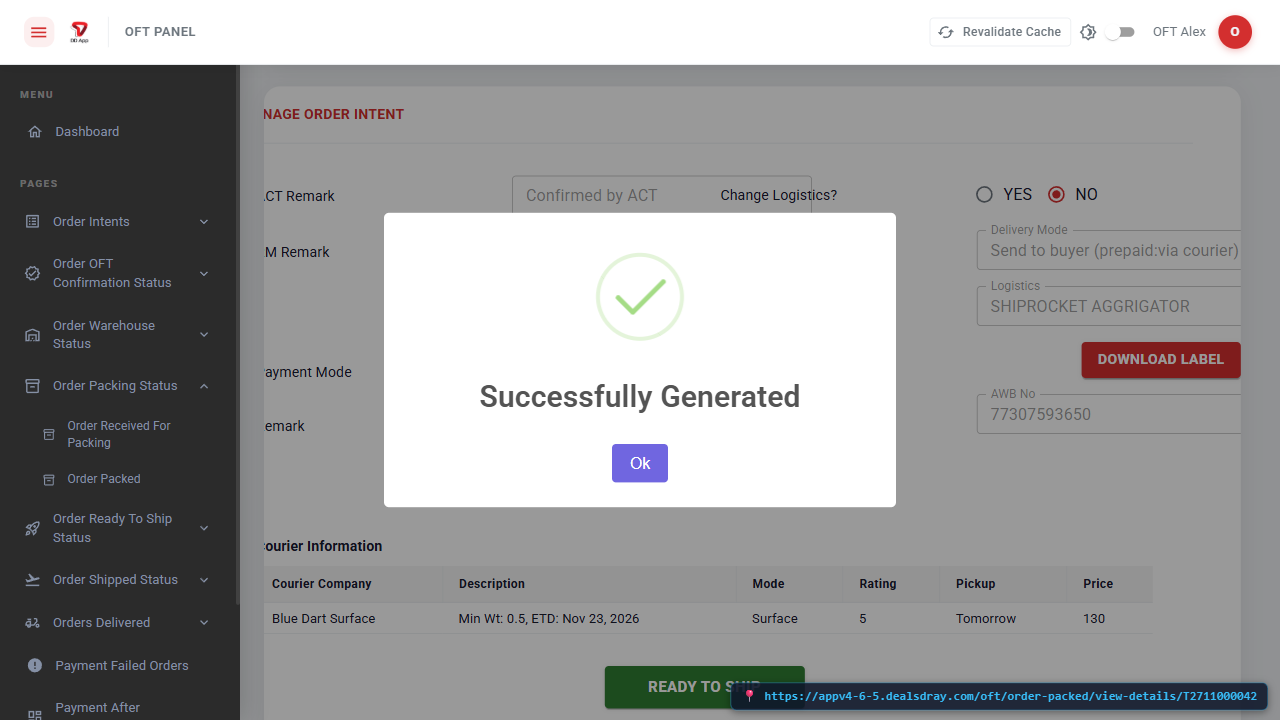 DD App
OFT PANEL
Revalidate Cache
OFT Alex
O
MENU
Dashboard
PAGES
Order Intents
Order OFT
Confirmation Status
Order Warehouse
Status
Order Packing Status
Order Received For
Packing
Order Packed
Order Ready To Ship
Status
Order Shipped Status
Orders Delivered
Payment Failed Orders
Payment After
NAGE ORDER INTENT
CT Remark
Confirmed by ACT
Change Logistics?
YES
NO
M Remark
Delivery Mode
Send to buyer (prepaid:via courier)
Logistics
SHIPROCKET AGGRIGATOR
ayment Mode
DOWNLOAD LABEL
AWB No
77307593650
emark
Successfully Generated
Ok
ourier Information
Courier Company Description Mode Rating Pickup Price
Blue Dart Surface Min Wt: 0.5, ETD: Nov 23, 2026 Surface 5 Tomorrow 130
READY TO SHIP
https://appv4-6-5.dealsdray.com/oft/order-packed/view-details/T2711000042